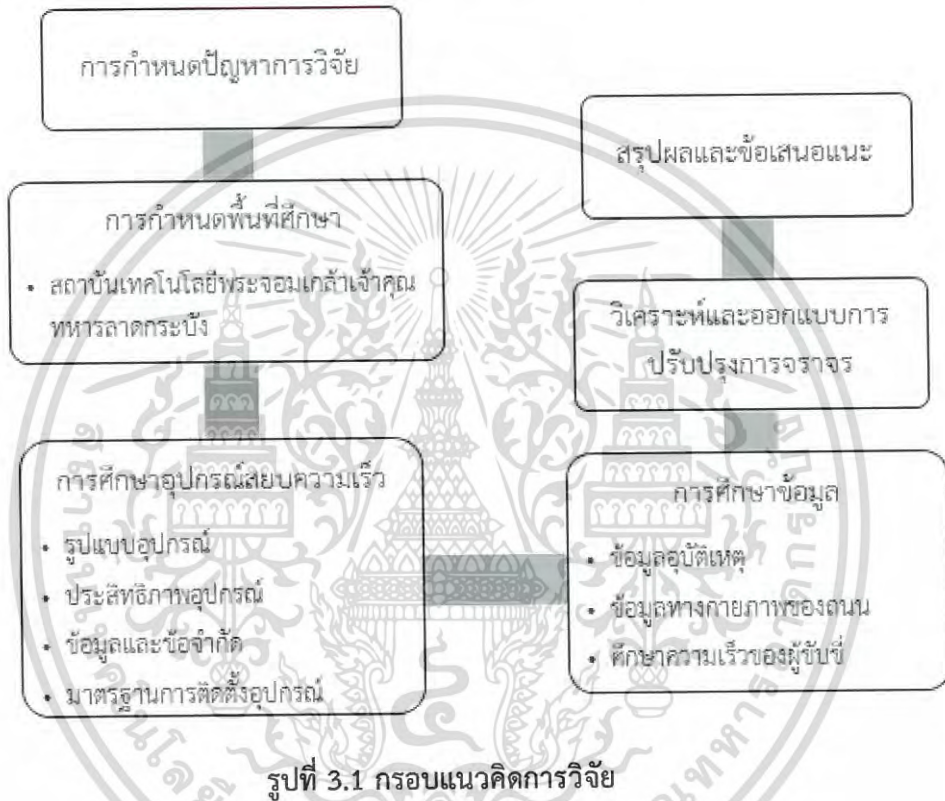 การกำหนดปัญหาการวิจัย
การกำหนดพื้นที่ศึกษา
• สถาบันเทคโนโลยีพระจอมเกล้าเจ้าคุณ
ทหารลาดกระบัง
การศึกษาอุปกรณ์สยบความเร็ว
• รูปแบบอุปกรณ์
• ประสิทธิภาพอุปกรณ์
• ข้อมูลและข้อจำกัด
• มาตรฐานการติดตั้งอุปกรณ์
การศึกษาข้อมูล
• ข้อมูลอุบัติเหตุ
• ข้อมูลทางกายภาพของถนน
• ศึกษาความเร็วของผู้ขับขี่
วิเคราะห์และออกแบบการ
ปรับปรุงการจราจร
สรุปผลและข้อเสนอแนะ
รูปที่ 3.1 กรอบแนวคิดการวิจัย